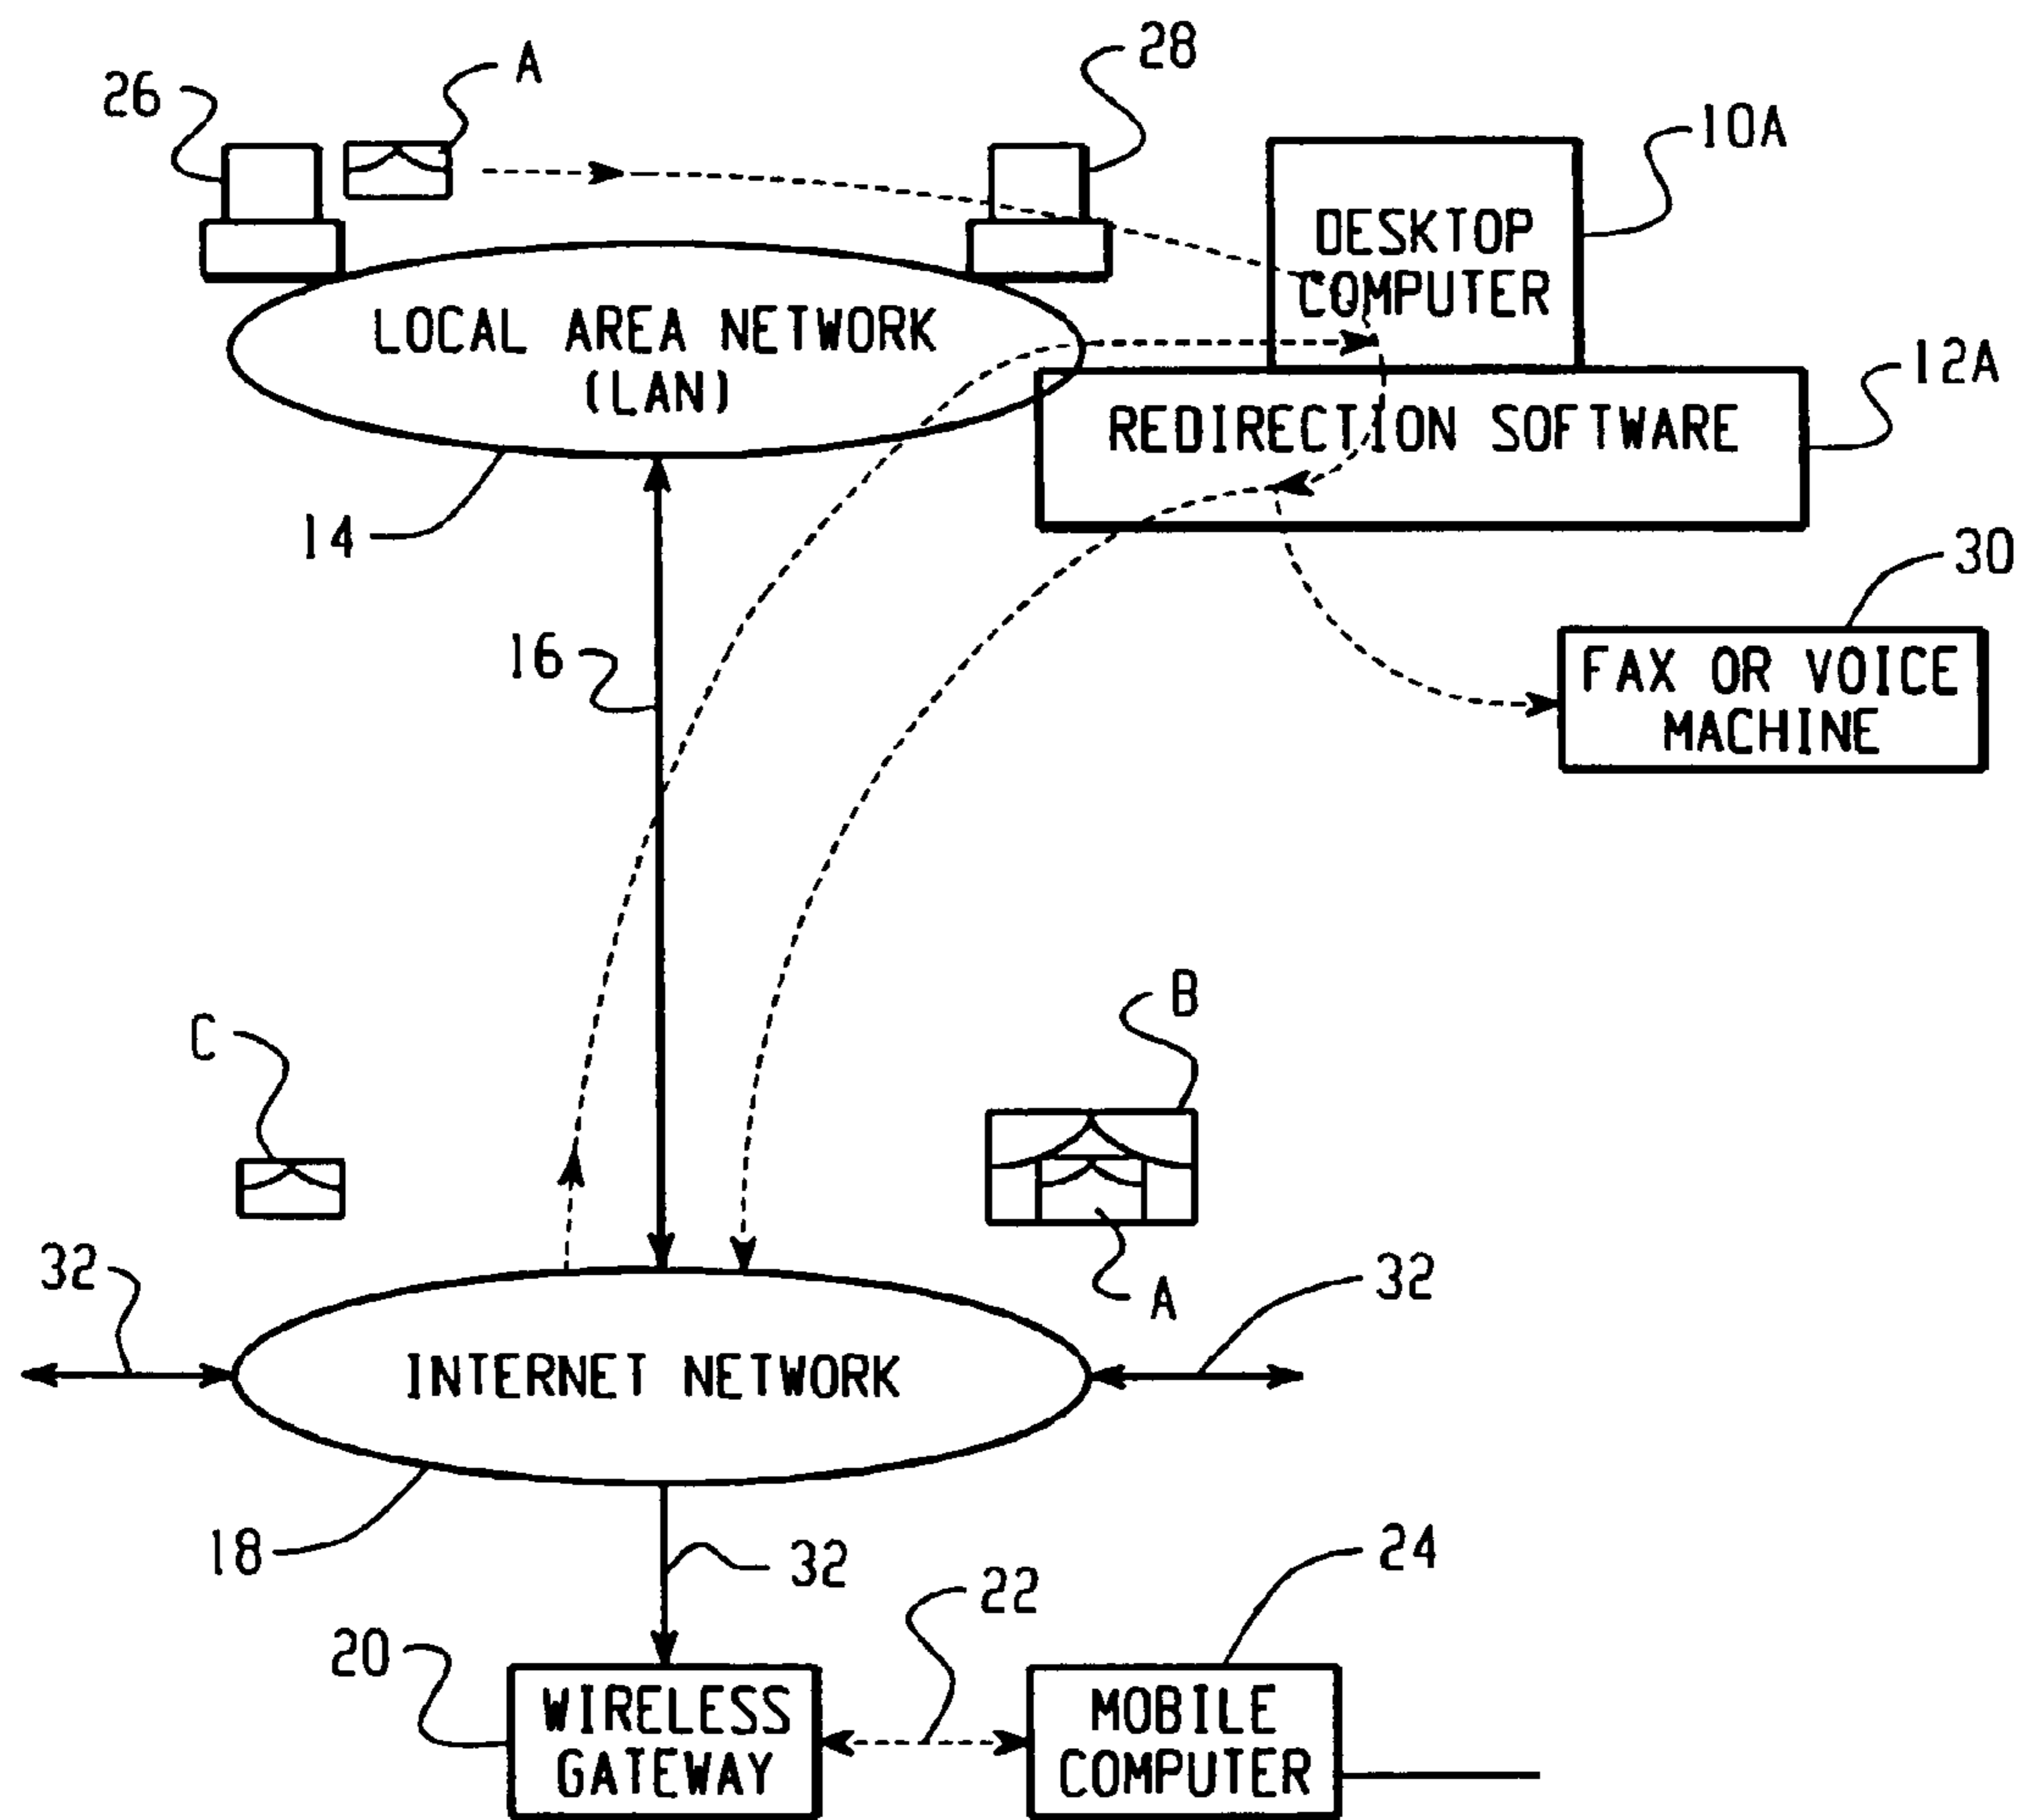 26
A
28
10A
DESKTOP
COMPUTER
LOCAL AREA NETWORK
(LAN)
12A
REDIRECTION SOFTWARE
14
30
16
FAX OR VOICE
MACHINE
B
C
A
32
32
INTERNET NETWORK
18
32
24
22
20
WIRELESS
GATEWAY
MOBILE
COMPUTER